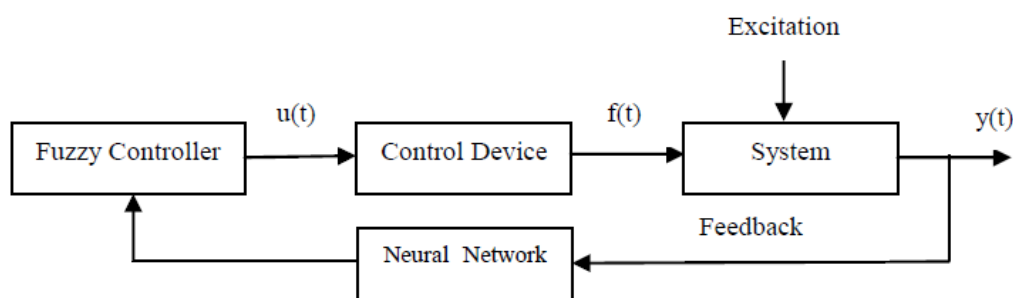 Excitation
u(t)
f(t)
y(t)
Fuzzy Controller
Control Device
System
Feedback
Neural Network